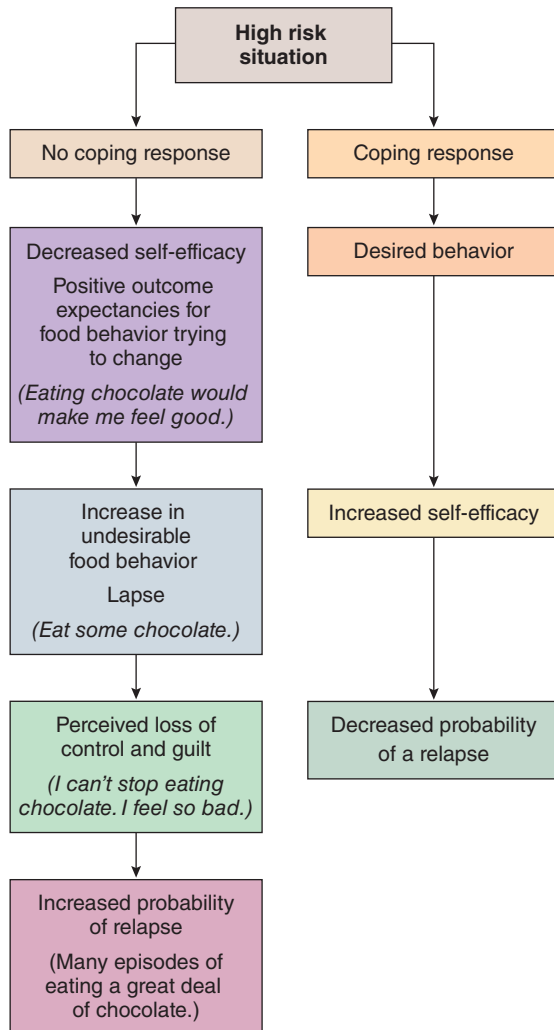 High risk
situation
No coping response
Coping response
Decreased self-efficacy
Positive outcome
expectancies for
food behavior trying
to change
(Eating chocolate would
make me feel good.)
Desired behavior
Increase in
undesirable
food behavior
Lapse
(Eat some chocolate.)
Increased self-efficacy
Perceived loss of
control and guilt
(I can't stop eating
chocolate. I feel so bad.)
Decreased probability
of a relapse
Increased probability
of relapse
(Many episodes of
eating a great deal
of chocolate.)